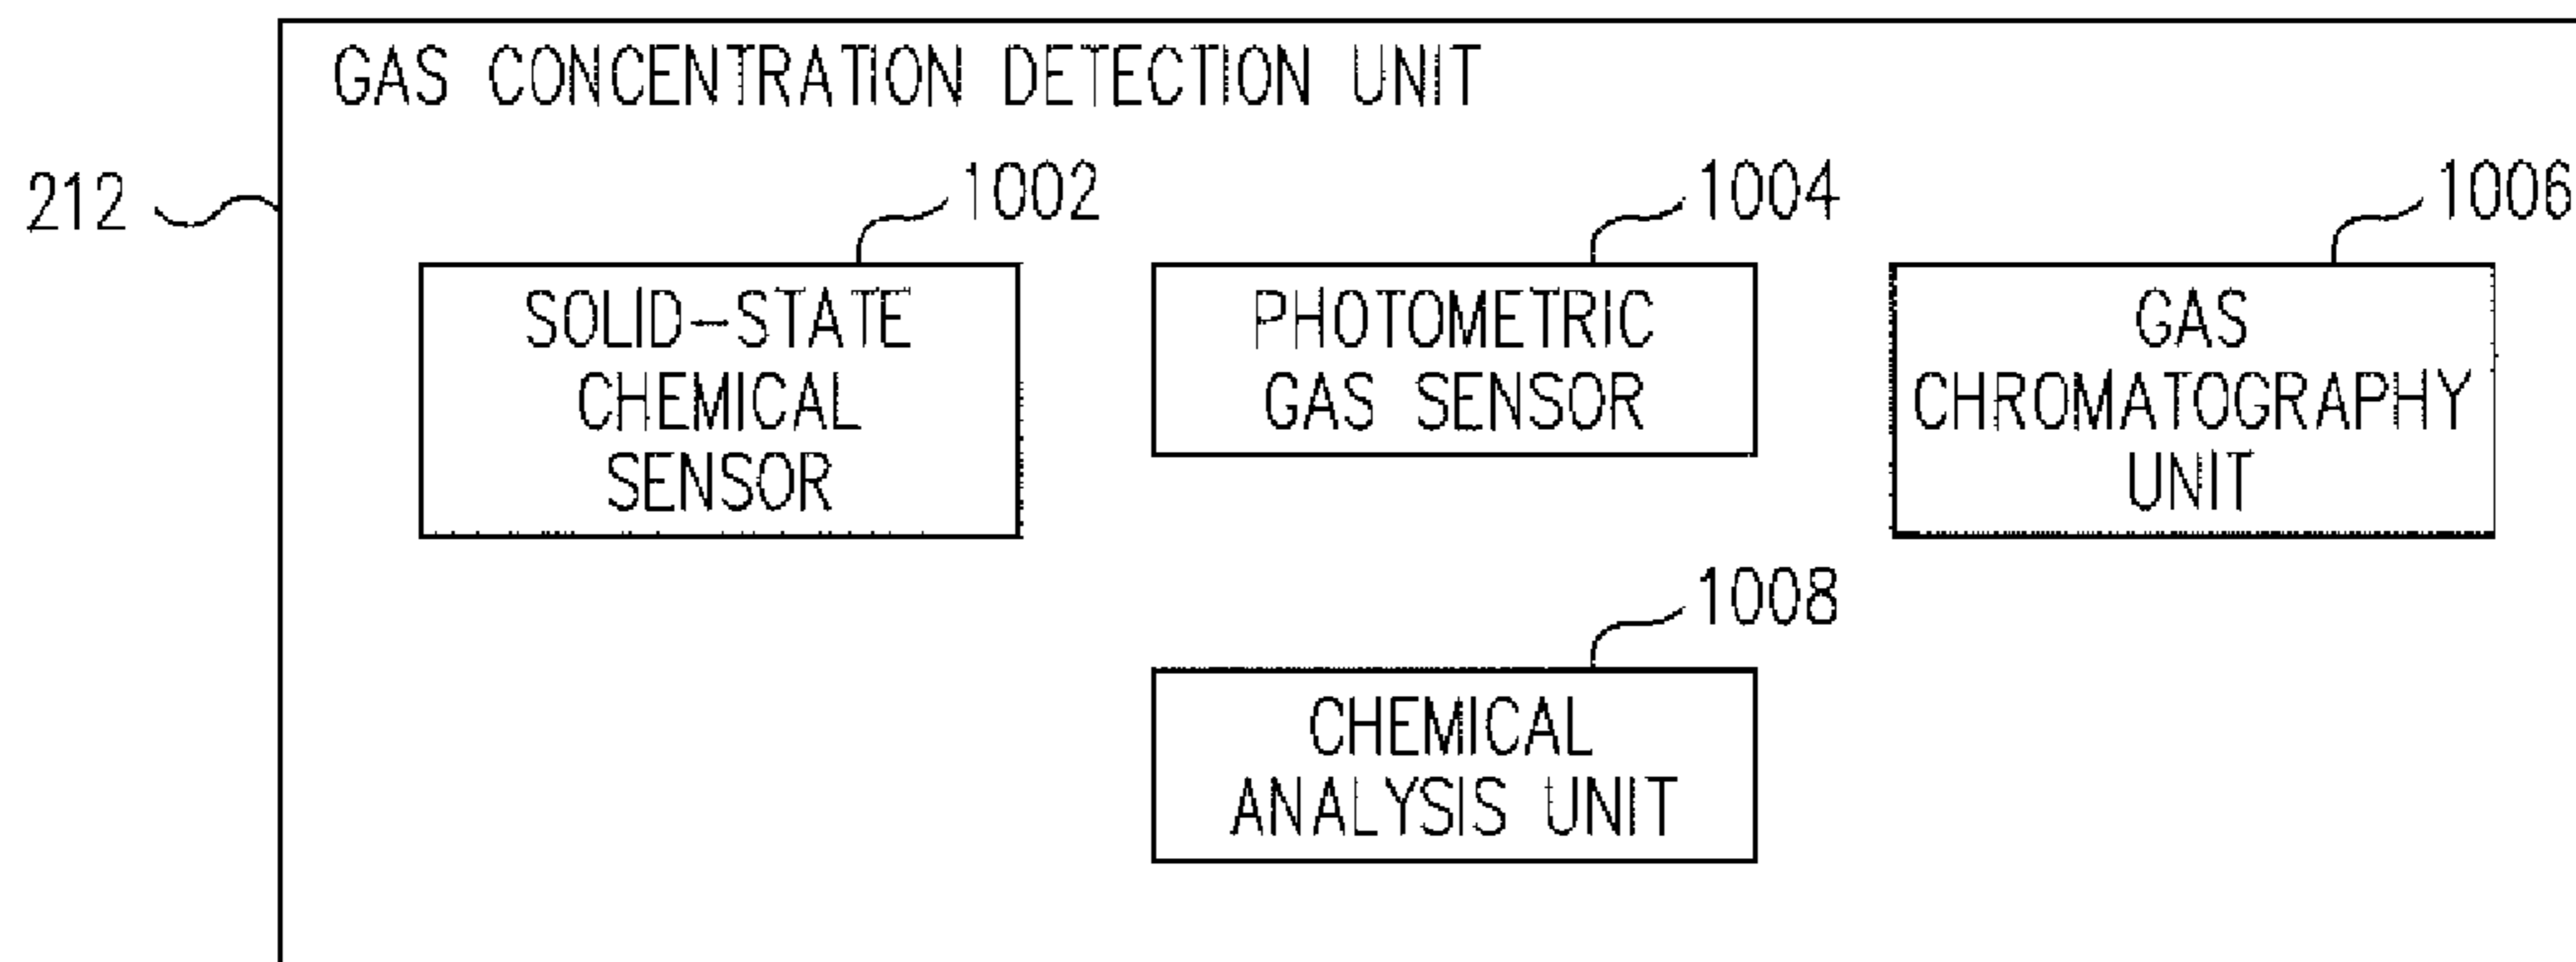 GAS CONCENTRATION DETECTION UNIT
212
1002
1004
1006
SOLID-STATE
CHEMICAL
SENSOR
PHOTOMETRIC
GAS SENSOR
GAS
CHROMATOGRAPHY
UNIT
1008
CHEMICAL
ANALYSIS UNIT